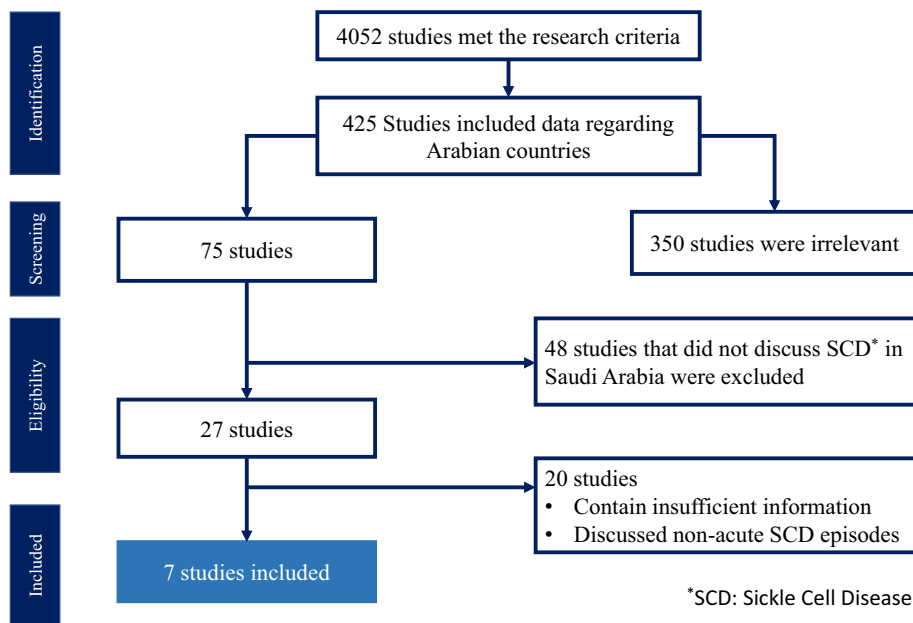 Identification
4052 studies met the research criteria
425 Studies included data regarding
Arabian countries
Screening
75 studies
350 studies were irrelevant
Eligibility
48 studies that did not discuss SCD* in
Saudi Arabia were excluded
27 studies
20 studies
• Contain insufficient information
• Discussed non-acute SCD episodes
Included
7 studies included
*SCD: Sickle Cell Disease